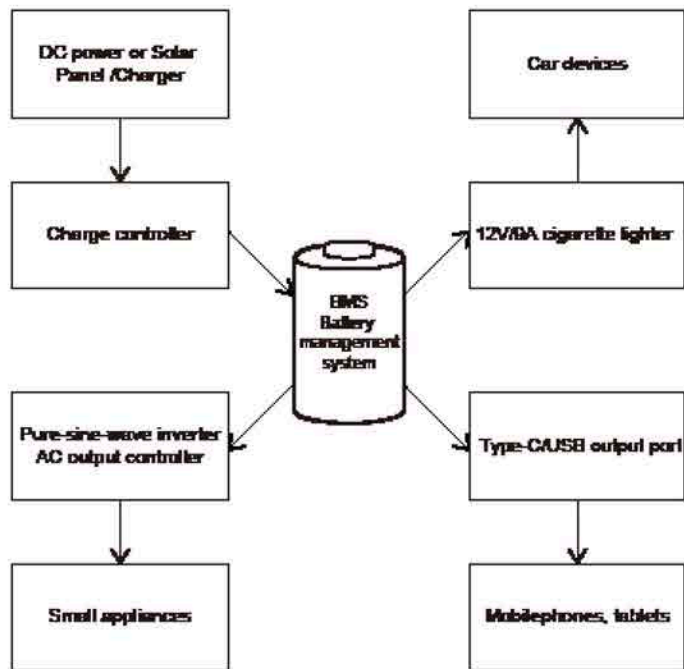 DC power or Solar
Panel /Charger
Car devices
Charge controller
12V/8A cigarette lighter
BMS
Battery
management
system
Pure-sine-wave inverter
AC output controller
Type-C/USB output port
Small appliances
Mobilephones, tablets